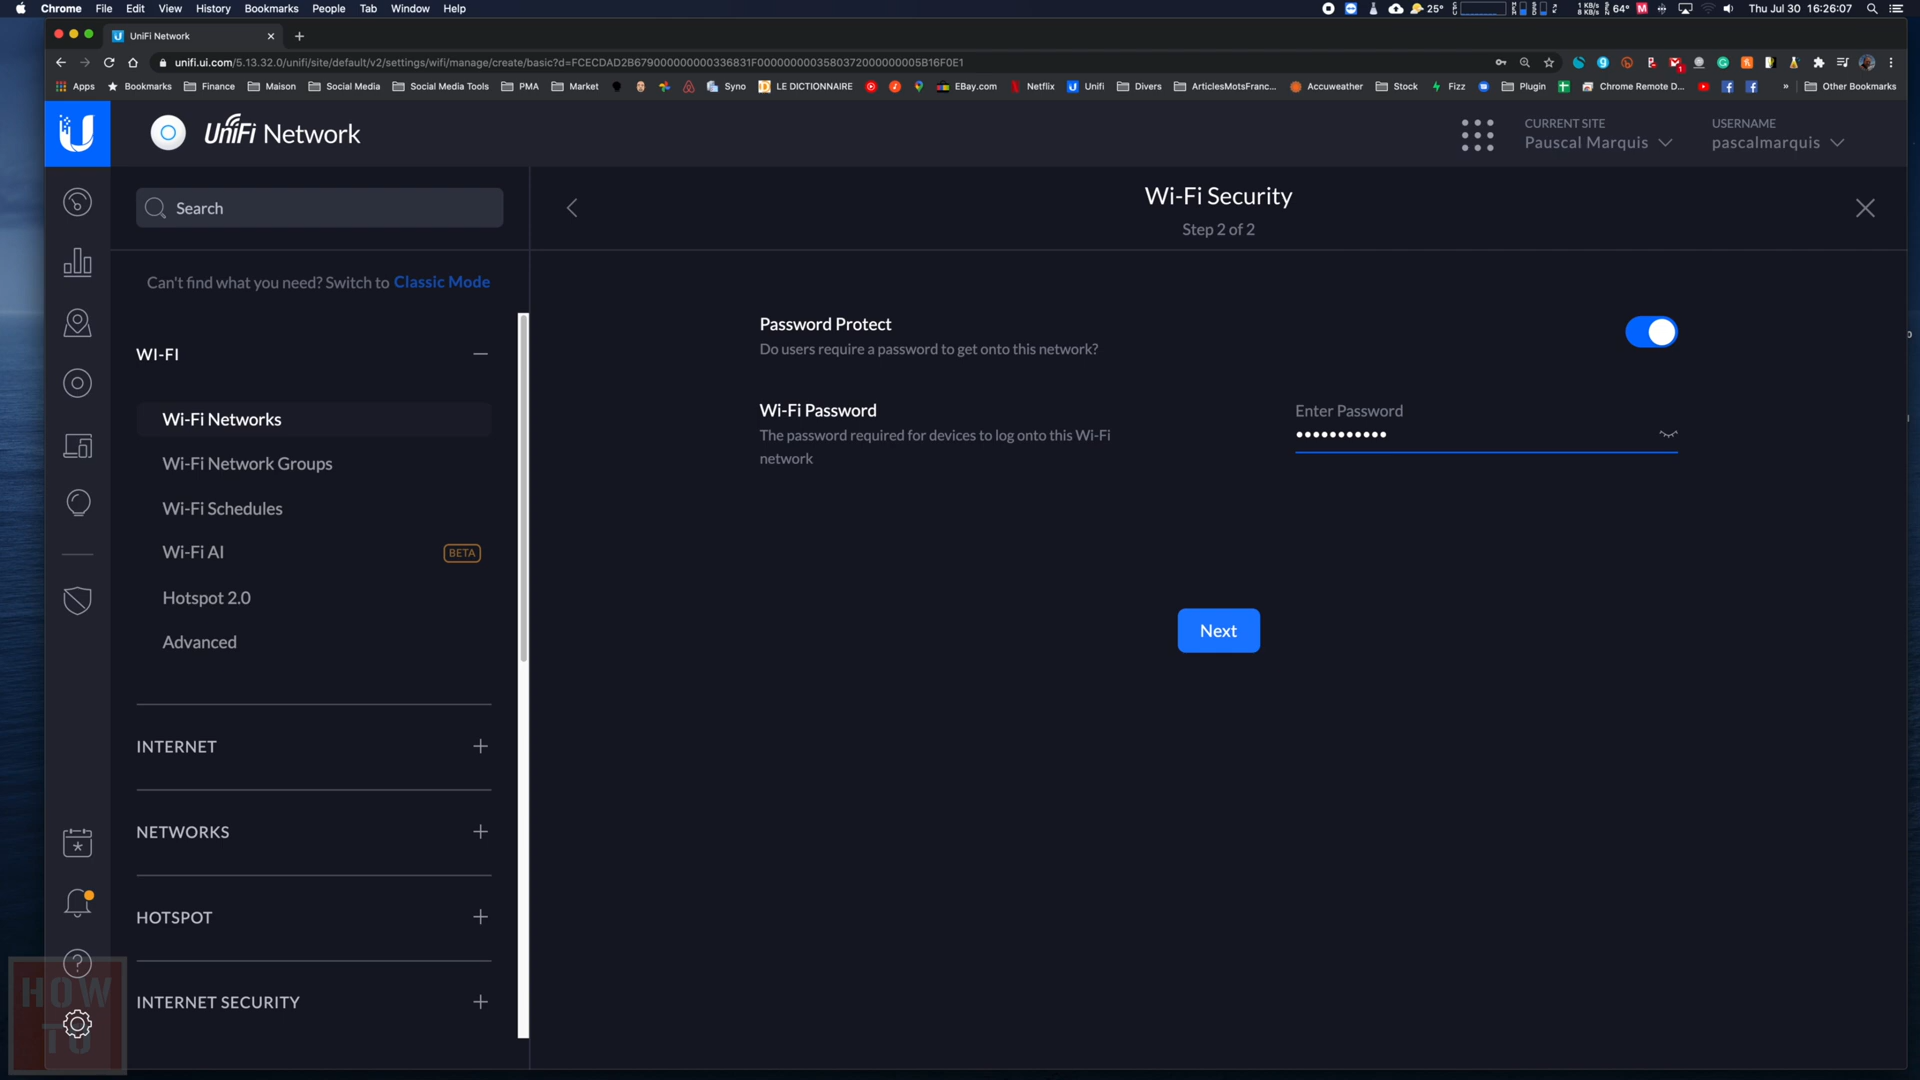 Chrome File Edit View History Bookmarks People Tab Window Help 25° 64° Thu Jul 30 16:26:07
UniFi Network
unifi.ui.com/5.13.32.0/unifi/site/default/v2/settings/wifi/manage/create/basic?d=FCECDAD2B6790000000000336831F0000000003580372000000005B16F0E1
Apps Bookmarks Finance Maison Social Media Social Media Tools PMA Market Syno LE DICTIONNAIRE EBay.com Netflix Unifi Divers ArticlesMotsFranc... Accuweather Stock Fizz Plugin Chrome Remote D... » Other Bookmarks
UniFi Network
CURRENT SITE
Pauscal Marquis
USERNAME
pascalmarquis
Search
Can't find what you need? Switch to Classic Mode
WI-FI
Wi-Fi Networks
Wi-Fi Network Groups
Wi-Fi Schedules
Wi-Fi AI BETA
Hotspot 2.0
Advanced
INTERNET
NETWORKS
HOTSPOT
INTERNET SECURITY
Wi-Fi Security
Step 2 of 2
Password Protect
Do users require a password to get onto this network?
Wi-Fi Password
The password required for devices to log onto this Wi-Fi
network
Enter Password
•••••••••••
Next
HOW
TO